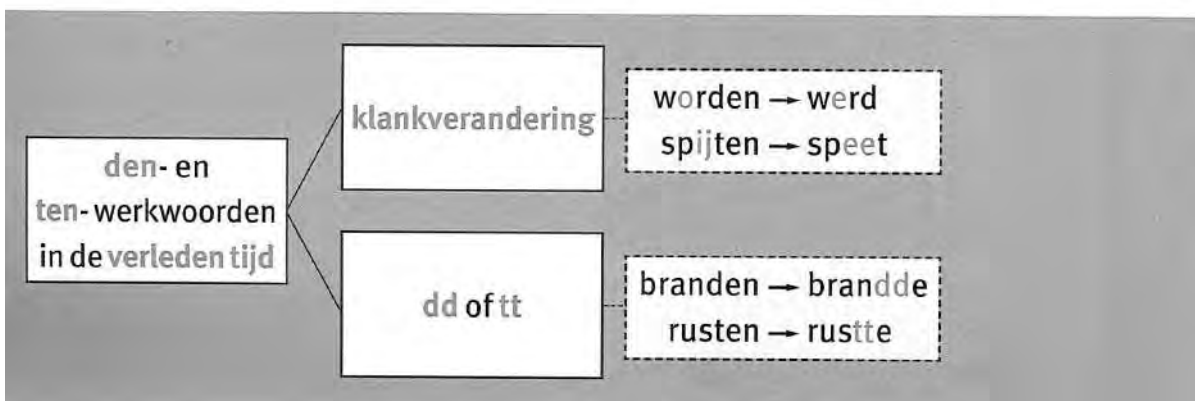 den- en
ten-werkwoorden
in de verleden tijd
klankverandering
worden → werd
spijten → speet
dd of tt
branden → brandde
rusten → rustte